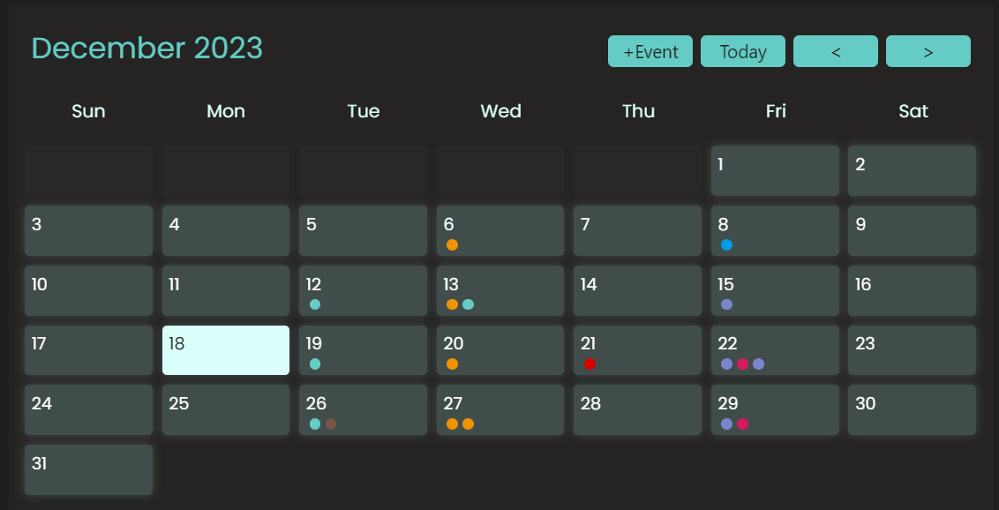 December 2023 +Event Today < >
Sun Mon Tue Wed Thu Fri Sat
1 2
3 4 5 6 7 8 9
10 11 12 13 14 15 16
17 18 19 20 21 22 23
24 25 26 27 28 29 30
31